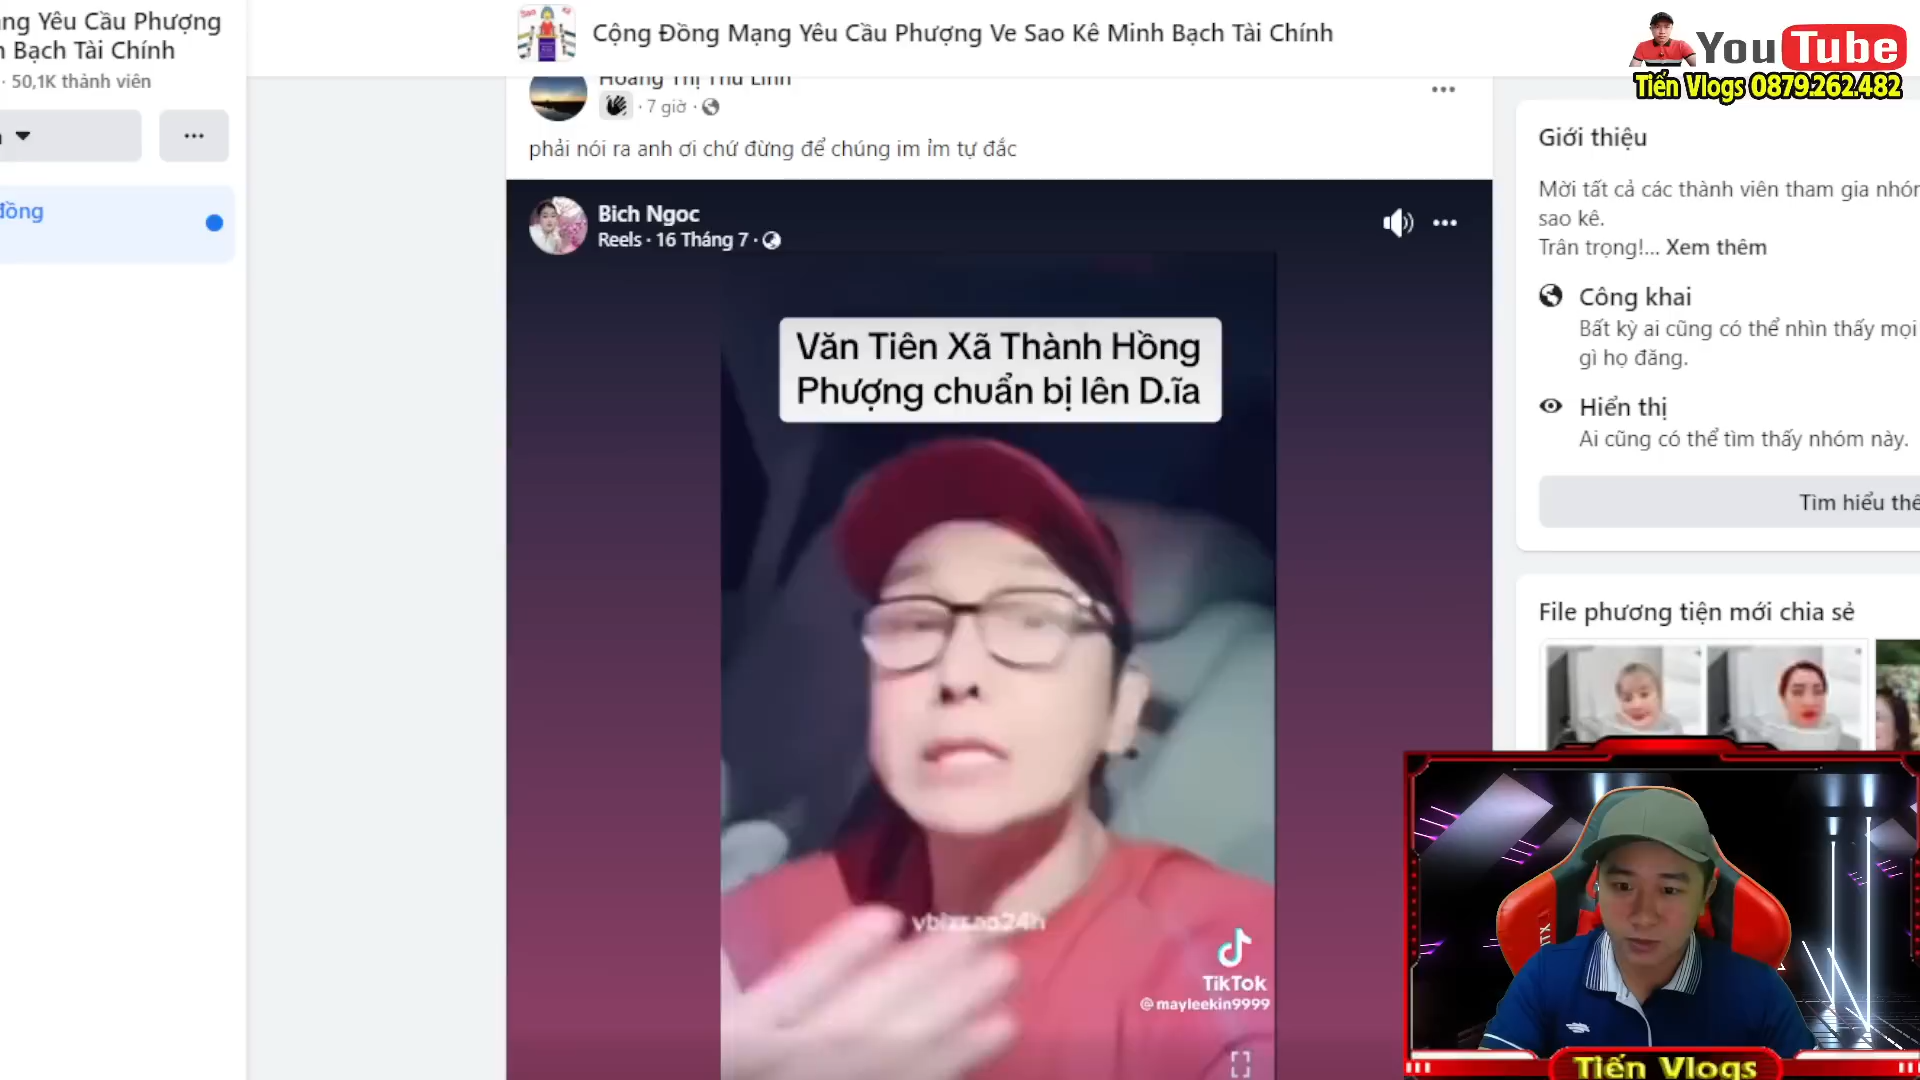 ng Yêu Cầu Phượng
n Bạch Tài Chính
· 50,1K thành viên
đồng
Cộng Đồng Mạng Yêu Cầu Phượng Ve Sao Kê Minh Bạch Tài Chính
Hoàng Thị Thu Linh
· 7 giờ ·
phải nói ra anh ơi chứ đừng để chúng im ỉm tự đắc
Bich Ngoc
Reels · 16 Tháng 7 ·
Văn Tiên Xã Thành Hồng
Phượng chuẩn bị lên D.ĩa
TikTok
@mayleekin9999
YouTube
Tiến Vlogs 0879.262.482
Giới thiệu
Mời tất cả các thành viên tham gia nhóm
sao kê.
Trân trọng!... Xem thêm
Công khai
Bất kỳ ai cũng có thể nhìn thấy mọi
gì họ đăng.
Hiển thị
Ai cũng có thể tìm thấy nhóm này.
Tìm hiểu thê
File phương tiện mới chia sẻ
Tiến Vlogs